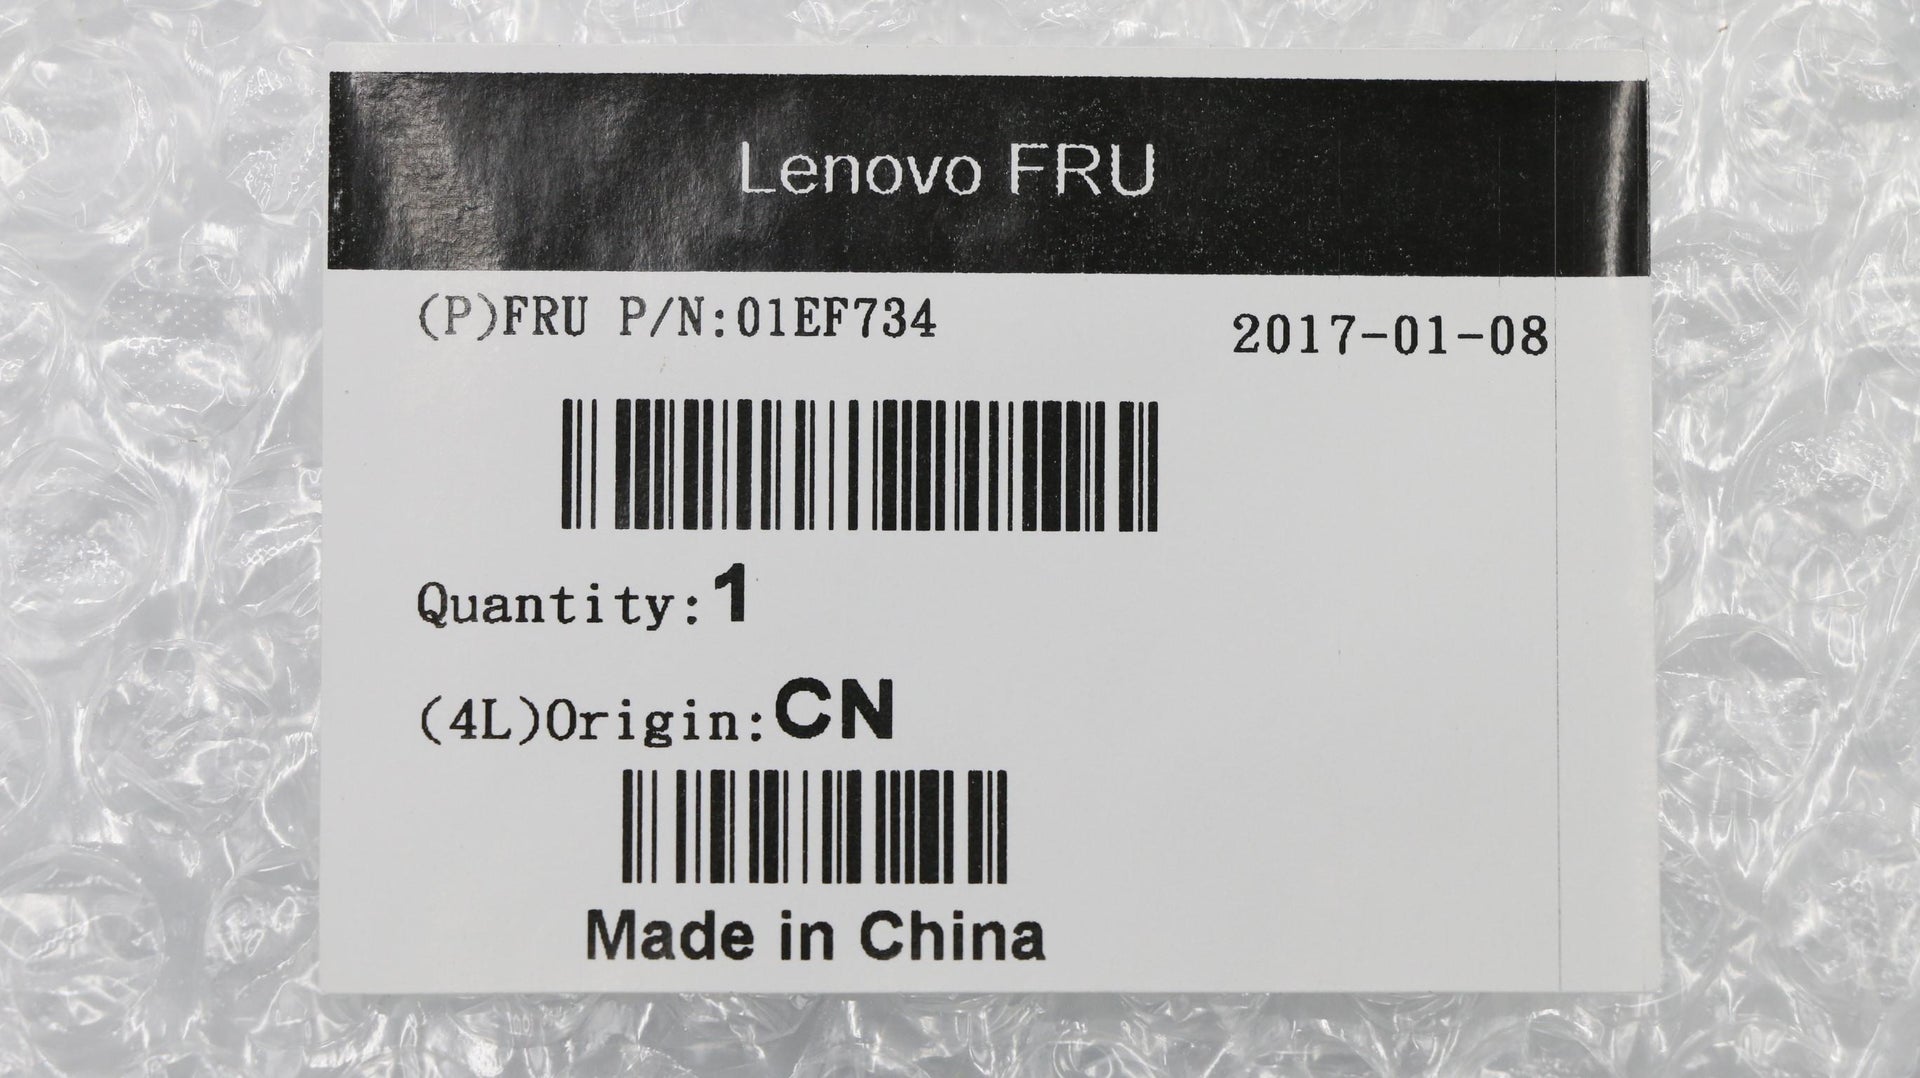 Lenovo FRU
(P)FRU P/N:01EF734
2017-01-08
Quantity:1
(4L)Origin:CN
Made in China